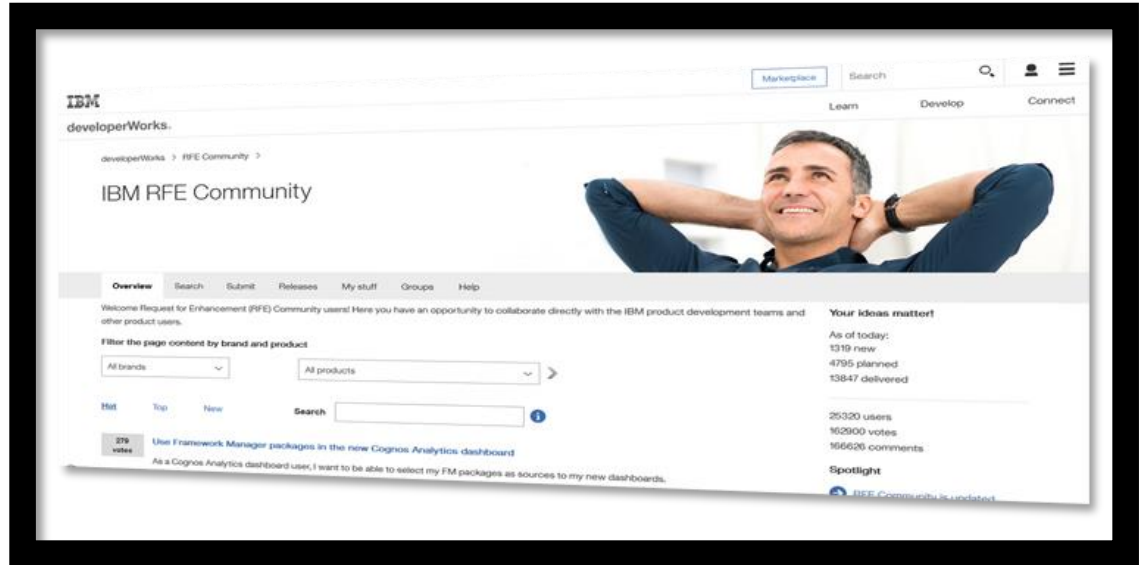 Marketplace
Search
IBM
Learn Develop Connect
developerWorks.
developerWorks > RFE Community >
IBM RFE Community
Overview Search Submit Releases My stuff Groups Help
Welcome Request for Enhancement (RFE) Community users! Here you have an opportunity to collaborate directly with the IBM product development teams and
other product users.
Filter the page content by brand and product
All brands
All products
Hot Top New
Search
279
votes
Use Framework Manager packages in the new Cognos Analytics dashboard
As a Cognos Analytics dashboard user, I want to be able to select my FM packages as sources to my new dashboards.
Your ideas matter!
As of today:
1319 new
4795 planned
13847 delivered
25320 users
162900 votes
166626 comments
Spotlight
RFE Community is updated